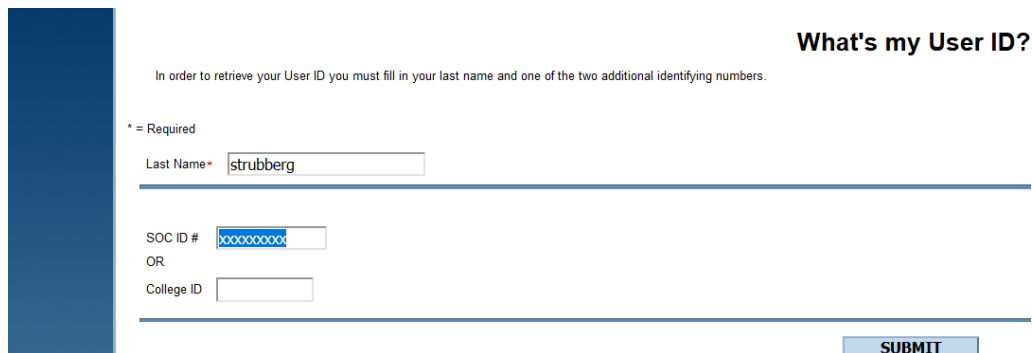 What's my User ID?
In order to retrieve your User ID you must fill in your last name and one of the two additional identifying numbers.
* = Required
Last Name* strubberg
SOC ID # xxxxxxxxx
OR
College ID
SUBMIT